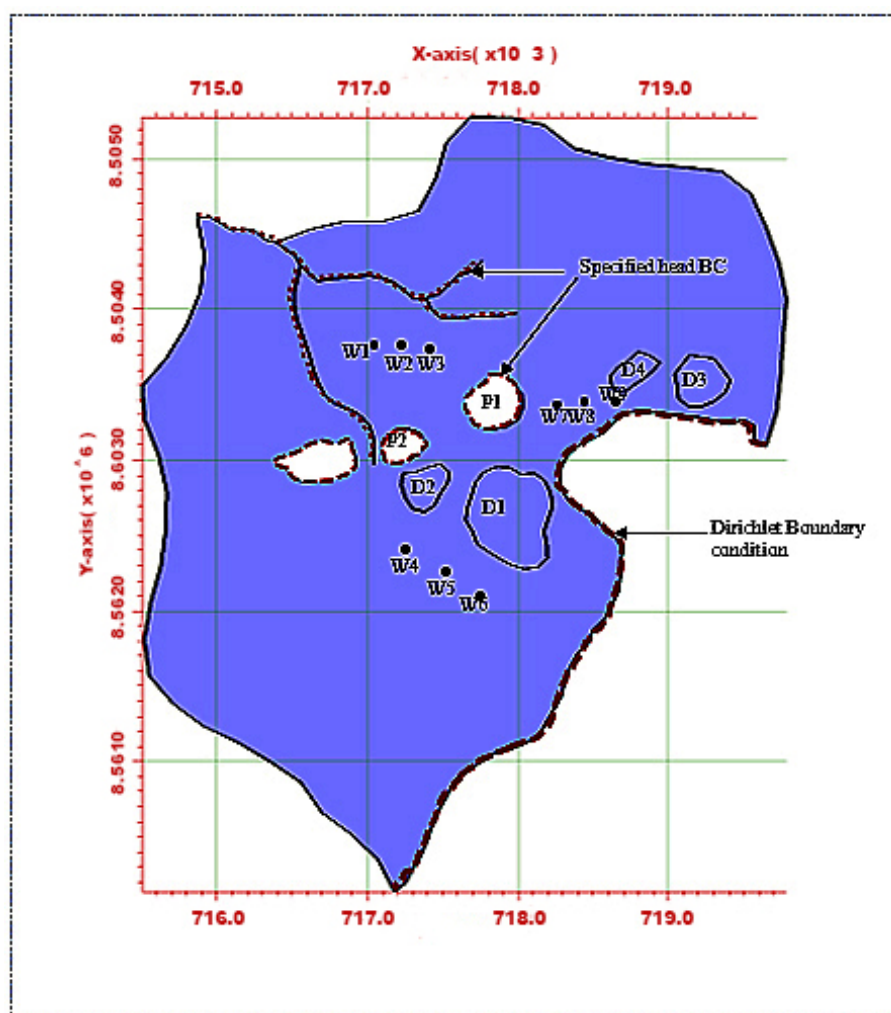 X-axis( x10 3 )
715.0 717.0 718.0 719.0
8.5050
Specified head BC
8.5040
W1 W2 W3
D4 D3
P1
W7 W8 W9
Y-axis( x10^6 )
8.6030
P2
D2 D1
Dirichlet Boundary
condition
W4
W5
W6
8.5620
8.5610
716.0 717.0 718.0 719.0